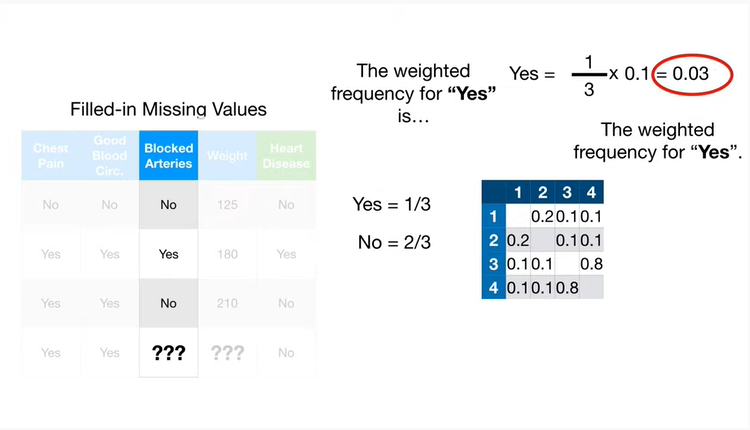 The weighted
frequency for “Yes”
is…
Yes = 1/3 x 0.1 = 0.03
The weighted
frequency for “Yes”.
Filled-in Missing Values
Chest Pain Good Blood Circ. Blocked Arteries Weight Heart Disease
No No No 125 No
Yes Yes Yes 180 Yes
Yes Yes No 210 No
Yes Yes ??? ??? No
Yes = 1/3
No = 2/3
1 2 3 4
1 0.2 0.1 0.1
2 0.2 0.1 0.1
3 0.1 0.1 0.8
4 0.1 0.1 0.8